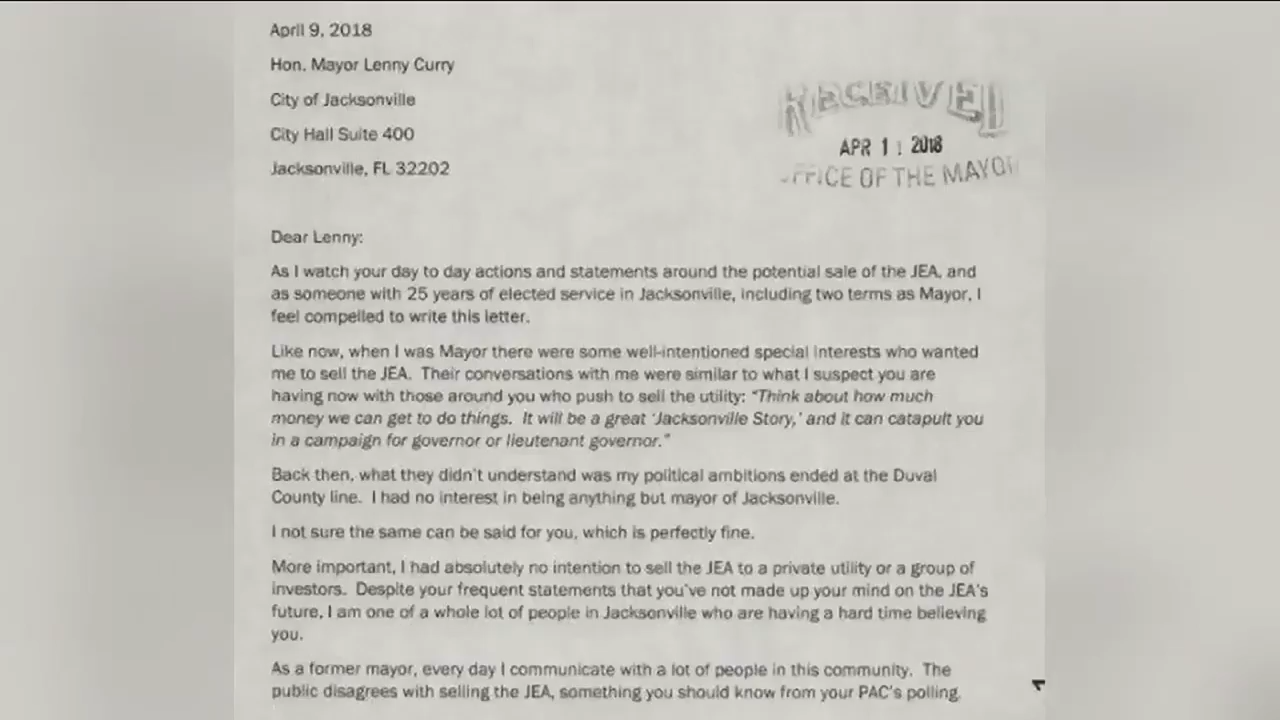 April 9, 2018
Hon. Mayor Lenny Curry
City of Jacksonville
City Hall Suite 400
Jacksonville, FL 32202
RECEIVED
APR 1 2018
OFFICE OF THE MAYOR
Dear Lenny:
As I watch your day to day actions and statements around the potential sale of the JEA, and
as someone with 25 years of elected service in Jacksonville, including two terms as Mayor, I
feel compelled to write this letter.
Like now, when I was Mayor there were some well-intentioned special interests who wanted
me to sell the JEA. Their conversations with me were similar to what I suspect you are
having now with those around you who push to sell the utility: “Think about how much
money we can get to do things. It will be a great ‘Jacksonville Story,’ and it can catapult you
in a campaign for governor or lieutenant governor.”
Back then, what they didn’t understand was my political ambitions ended at the Duval
County line. I had no interest in being anything but mayor of Jacksonville.
I not sure the same can be said for you, which is perfectly fine.
More important, I had absolutely no intention to sell the JEA to a private utility or a group of
investors. Despite your frequent statements that you’ve not made up your mind on the JEA’s
future, I am one of a whole lot of people in Jacksonville who are having a hard time believing
you.
As a former mayor, every day I communicate with a lot of people in this community. The
public disagrees with selling the JEA, something you should know from your PAC’s polling.